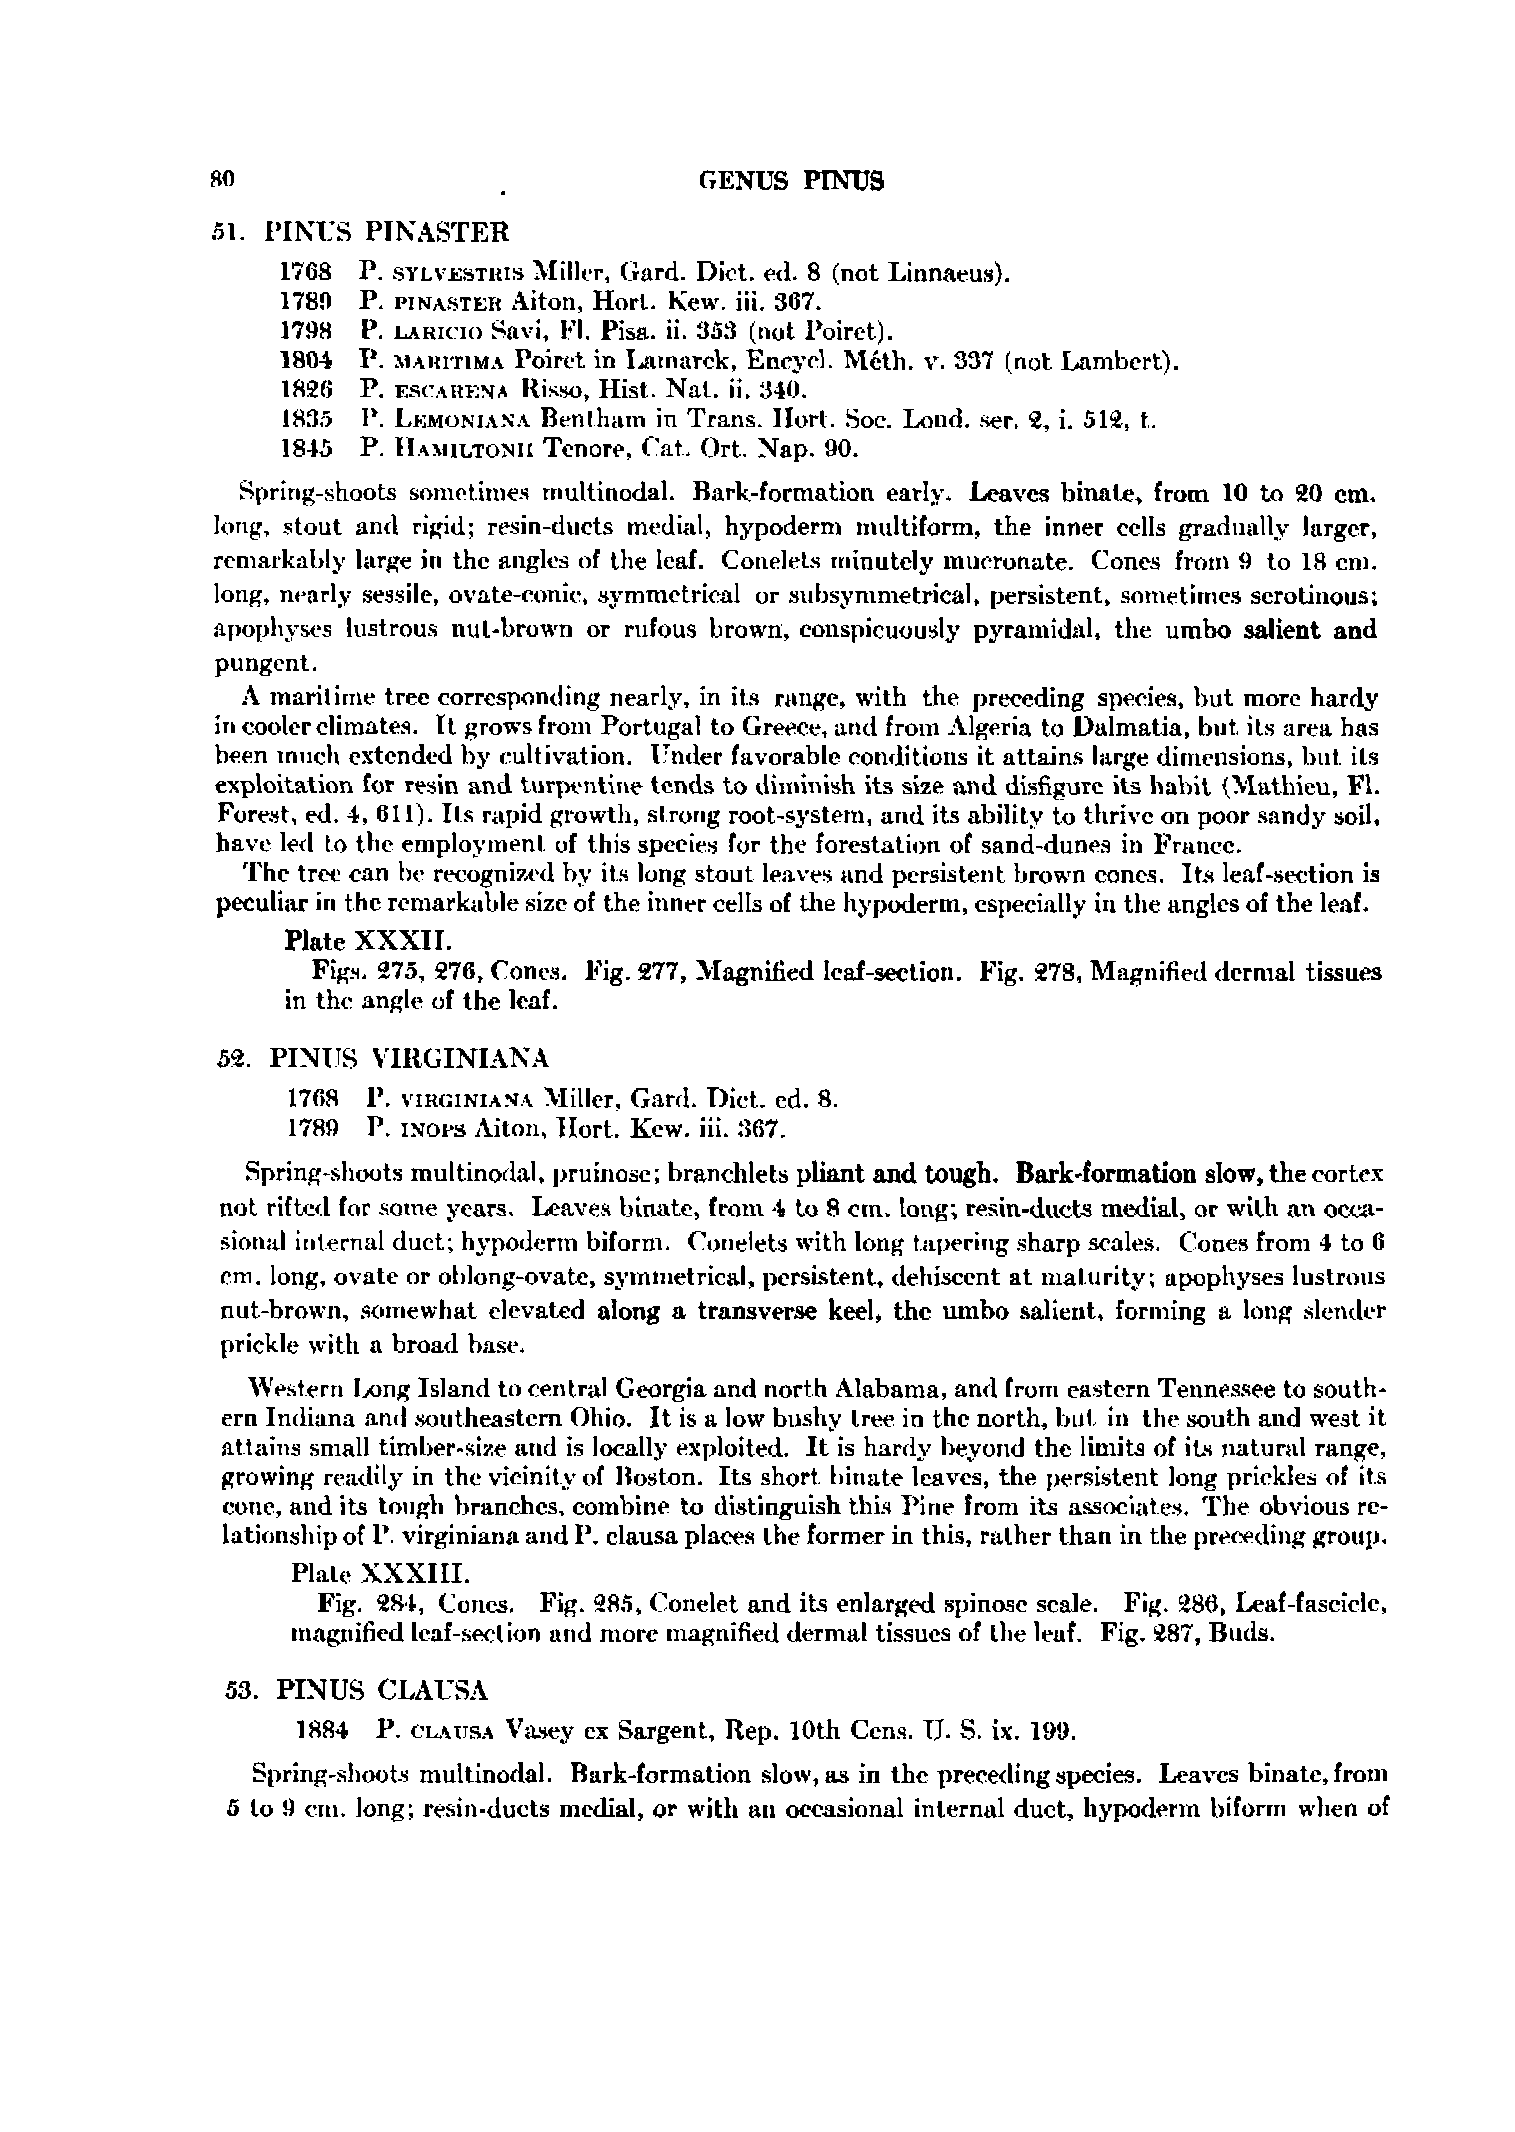 80 GENUS PINUS
51. PINUS PINASTER
1768 P. SYLVESTRIS Miller, Gard. Dict. ed. 8 (not Linnaeus).
1789 P. PINASTER Aiton, Hort. Kew. iii. 367.
1798 P. LARICIO Savi, Fl. Pisa. ii. 353 (not Poiret).
1804 P. MARITIMA Poiret in Lamarck, Encycl. Méth. v. 337 (not Lambert).
1826 P. ESCARENA Risso, Hist. Nat. ii. 340.
1835 P. LEMONIANA Bentham in Trans. Hort. Soc. Lond. ser. 2, i. 512, t.
1845 P. HAMILTONII Tenore, Cat. Ort. Nap. 90.
Spring-shoots sometimes multinodal. Bark-formation early. Leaves binate, from 10 to 20 cm.
long, stout and rigid; resin-ducts medial, hypoderm multiform, the inner cells gradually larger,
remarkably large in the angles of the leaf. Conelets minutely mucronate. Cones from 9 to 18 cm.
long, nearly sessile, ovate-conic, symmetrical or subsymmetrical, persistent, sometimes serotinous;
apophyses lustrous nut-brown or rufous brown, conspicuously pyramidal, the umbo salient and
pungent.
A maritime tree corresponding nearly, in its range, with the preceding species, but more hardy
in cooler climates. It grows from Portugal to Greece, and from Algeria to Dalmatia, but its area has
been much extended by cultivation. Under favorable conditions it attains large dimensions, but its
exploitation for resin and turpentine tends to diminish its size and disfigure its habit (Mathieu, Fl.
Forest, ed. 4, 611). Its rapid growth, strong root-system, and its ability to thrive on poor sandy soil,
have led to the employment of this species for the forestation of sand-dunes in France.
The tree can be recognized by its long stout leaves and persistent brown cones. Its leaf-section is
peculiar in the remarkable size of the inner cells of the hypoderm, especially in the angles of the leaf.
Plate XXXII.
Figs. 275, 276, Cones. Fig. 277, Magnified leaf-section. Fig. 278, Magnified dermal tissues
in the angle of the leaf.
52. PINUS VIRGINIANA
1768 P. VIRGINIANA Miller, Gard. Dict. ed. 8.
1789 P. INOPS Aiton, Hort. Kew. iii. 367.
Spring-shoots multinodal, pruinose; branchlets pliant and tough. Bark-formation slow, the cortex
not rifted for some years. Leaves binate, from 4 to 8 cm. long; resin-ducts medial, or with an occa-
sional internal duct; hypoderm biform. Conelets with long tapering sharp scales. Cones from 4 to 6
cm. long, ovate or oblong-ovate, symmetrical, persistent, dehiscent at maturity; apophyses lustrous
nut-brown, somewhat elevated along a transverse keel, the umbo salient, forming a long slender
prickle with a broad base.
Western Long Island to central Georgia and north Alabama, and from eastern Tennessee to south-
ern Indiana and southeastern Ohio. It is a low bushy tree in the north, but in the south and west it
attains small timber-size and is locally exploited. It is hardy beyond the limits of its natural range,
growing readily in the vicinity of Boston. Its short binate leaves, the persistent long prickles of its
cone, and its tough branches, combine to distinguish this Pine from its associates. The obvious re-
lationship of P. virginiana and P. clausa places the former in this, rather than in the preceding group.
Plate XXXIII.
Fig. 284, Cones. Fig. 285, Conelet and its enlarged spinose scale. Fig. 286, Leaf-fascicle,
magnified leaf-section and more magnified dermal tissues of the leaf. Fig. 287, Buds.
53. PINUS CLAUSA
1884 P. CLAUSA Vasey ex Sargent, Rep. 10th Cens. U. S. ix. 199.
Spring-shoots multinodal. Bark-formation slow, as in the preceding species. Leaves binate, from
5 to 9 cm. long; resin-ducts medial, or with an occasional internal duct, hypoderm biform when of